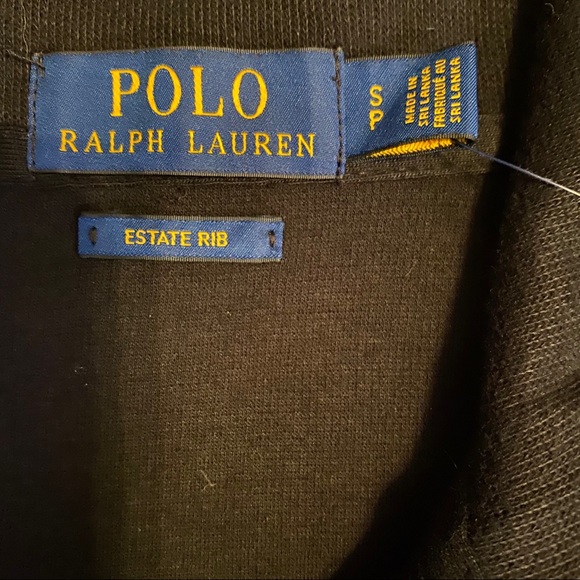 POLO
RALPH LAUREN
S
P
MADE IN
SRI LANKA
FABRIQUÉ AU
SRI LANKA
ESTATE RIB